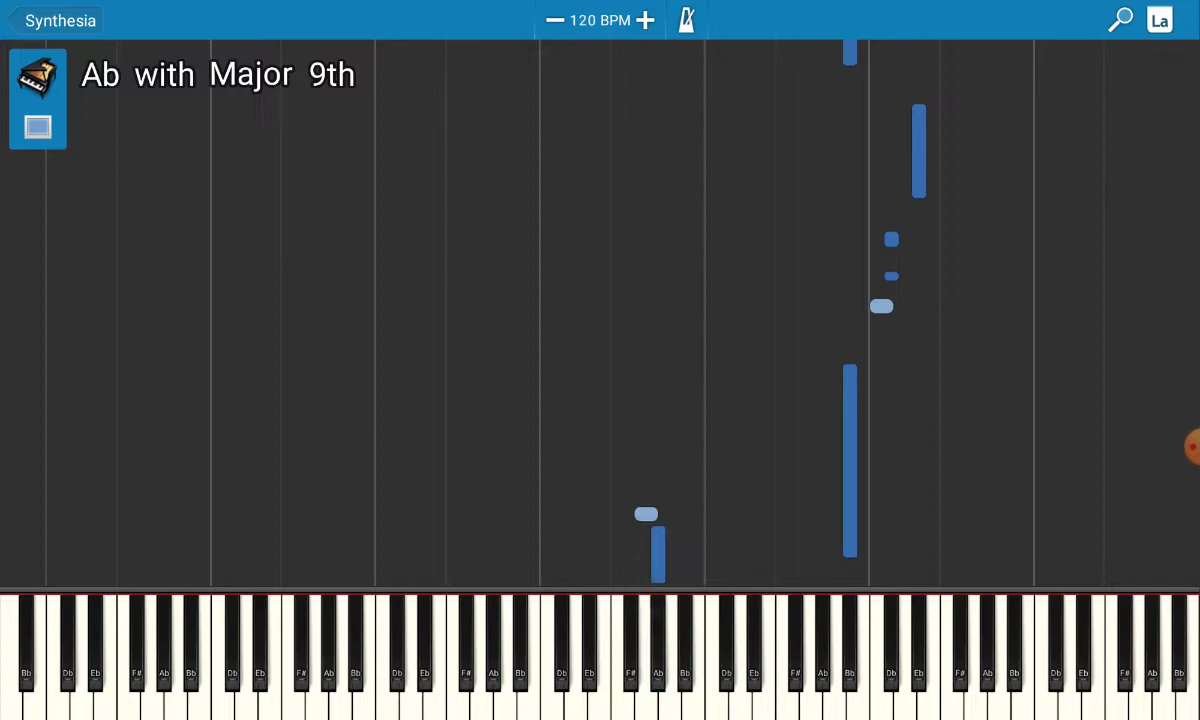 Synthesia
120 BPM
La
Ab with Major 9th
Bb Db Eb F# Ab Bb Db Eb F# Ab Bb Db Eb F# Ab Bb Db Eb F# Ab Bb Db Eb F# Ab Bb Db Eb F# Ab Bb Db Eb F# Ab Bb